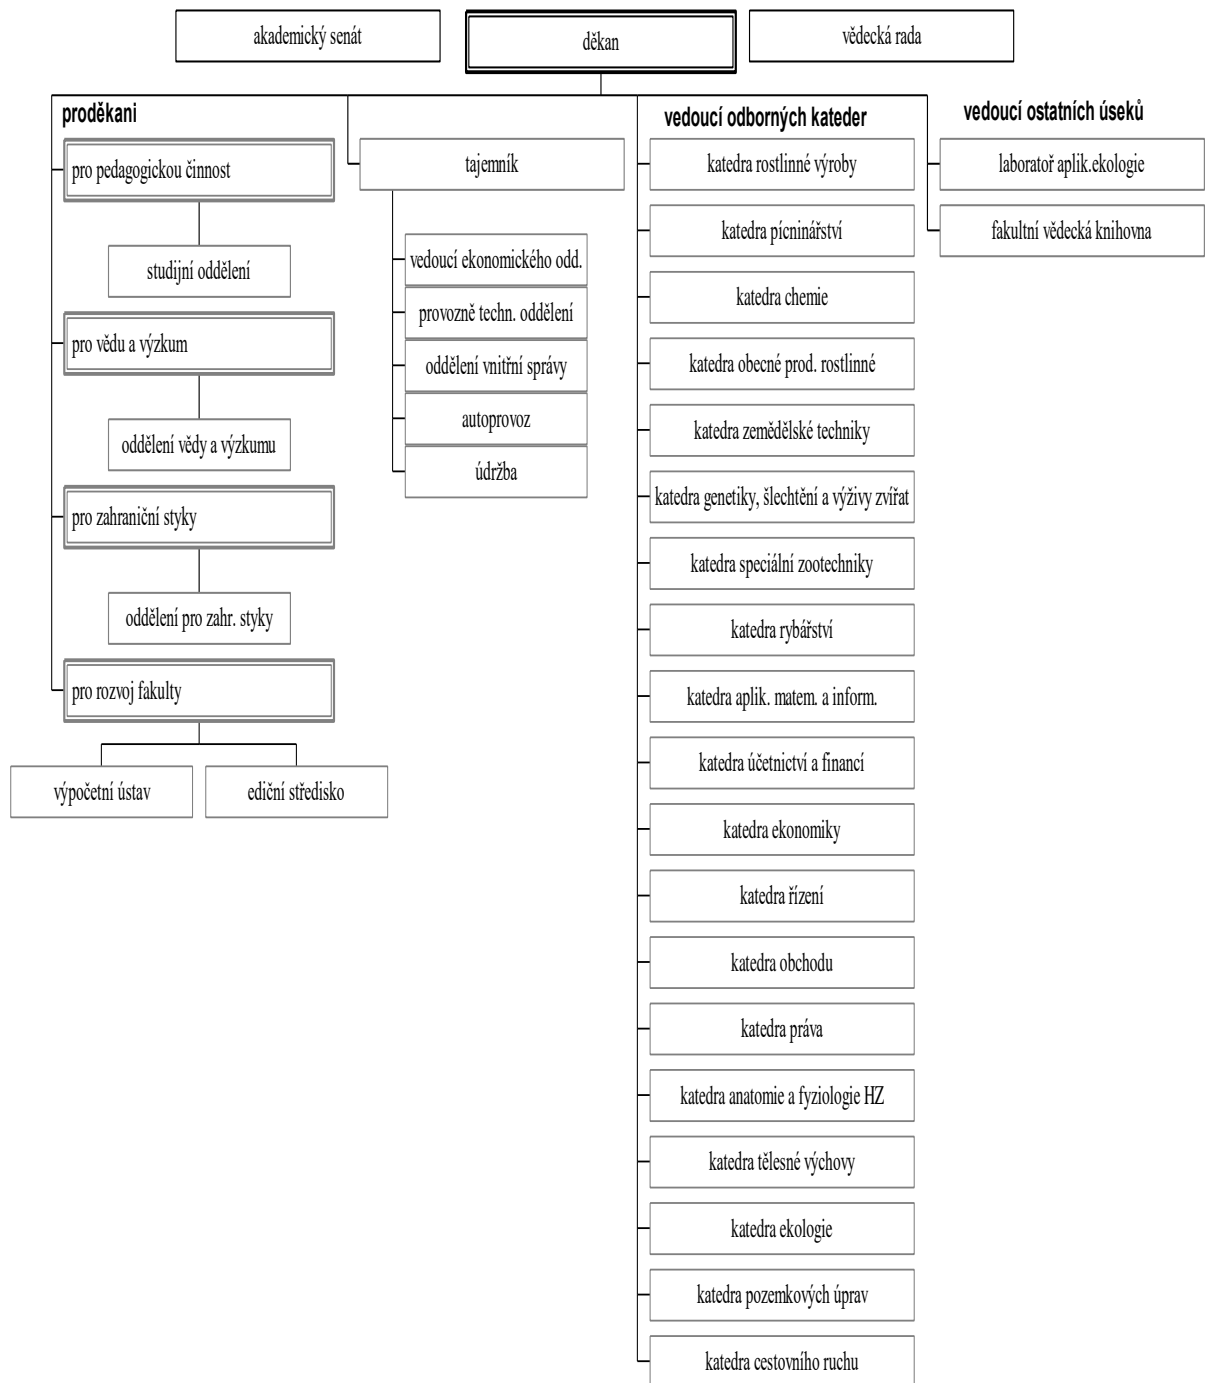 akademický senát
děkan
vědecká rada
proděkani
pro pedagogickou činnost
studijní oddělení
pro vědu a výzkum
oddělení vědy a výzkumu
pro zahraniční styky
oddělení pro zahr. styky
pro rozvoj fakulty
výpočetní ústav
ediční středisko
tajemník
vedoucí ekonomického odd.
provozně techn. oddělení
oddělení vnitřní správy
autoprovoz
údržba
vedoucí odborných kateder
katedra rostlinné výroby
katedra pícninářství
katedra chemie
katedra obecné prod. rostlinné
katedra zemědělské techniky
katedra genetiky, šlechtění a výživy zvířat
katedra speciální zootechniky
katedra rybářství
katedra aplik. matem. a inform.
katedra účetnictví a financí
katedra ekonomiky
katedra řízení
katedra obchodu
katedra práva
katedra anatomie a fyziologie HZ
katedra tělesné výchovy
katedra ekologie
katedra pozemkových úprav
katedra cestovního ruchu
vedoucí ostatních úseků
laboratoř aplik.ekologie
fakultní vědecká knihovna